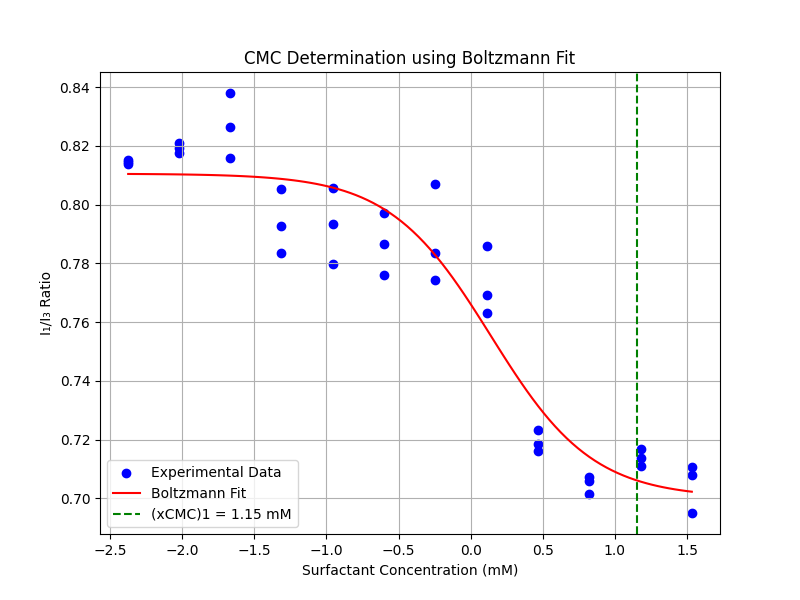 CMC Determination using Boltzmann Fit
I₁/I₃ Ratio
0.84
0.82
0.80
0.78
0.76
0.74
0.72
0.70
Experimental Data
Boltzmann Fit
(xCMC)1 = 1.15 mM
−2.5 −2.0 −1.5 −1.0 −0.5 0.0 0.5 1.0 1.5
Surfactant Concentration (mM)